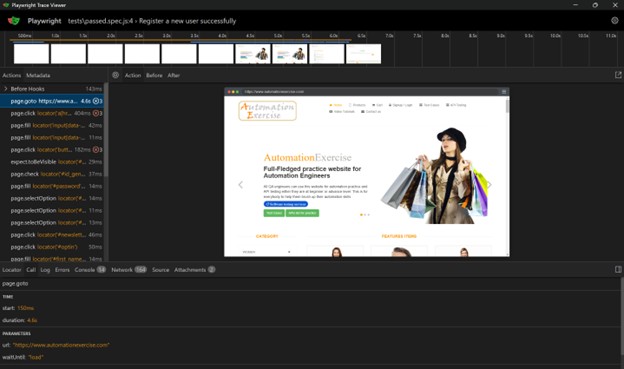 Playwright Trace Viewer
Playwright tests\passed.spec.js:4 › Register a new user successfully
500ms 1.0s 1.5s 2.0s 2.5s 3.0s 3.5s 4.0s 4.5s 5.0s 5.5s 6.0s 6.5s 7.0s 7.5s 8.0s 8.5s 9.0s 9.5s 10.0s 10.5s 11.0s
Actions Metadata
Action Before After
Before Hooks 143ms
page.goto https://www.a... 4.6s 3
page.click locator('a[h... 404ms
page.fill locator('input[data-... 42ms
page.fill locator('input[data-... 11ms
page.click locator('butt... 182ms 3
expect.toBeVisible locator('#... 29ms
page.check locator('#id_gen... 37ms
page.fill locator('#password'... 14ms
page.selectOption locator('#... 14ms
page.selectOption locator('#... 11ms
page.selectOption locator('#... 13ms
page.click locator('#newslett... 46ms
page.click locator('#optin') 30ms
page.fill locator('#first_name... 14ms
https://www.automationexercise.com/
Automation
Exercise
Home Products Cart Signup / Login Test Cases API Testing
Video Tutorials Contact us
AutomationExercise
Full-Fledged practice website for
Automation Engineers
All QA engineers can use this website for automation practice and
API testing either they are at beginner or advance level. This is for
everyone to help them brush up their automation skills.
CATEGORY FEATURES ITEMS
Locator Call Log Errors Console 54 Network 164 Source Attachments 2
page.goto
TIME
start: 150ms
duration: 4.6s
PARAMETERS
url: "https://www.automationexercise.com"
waitUntil: "load"